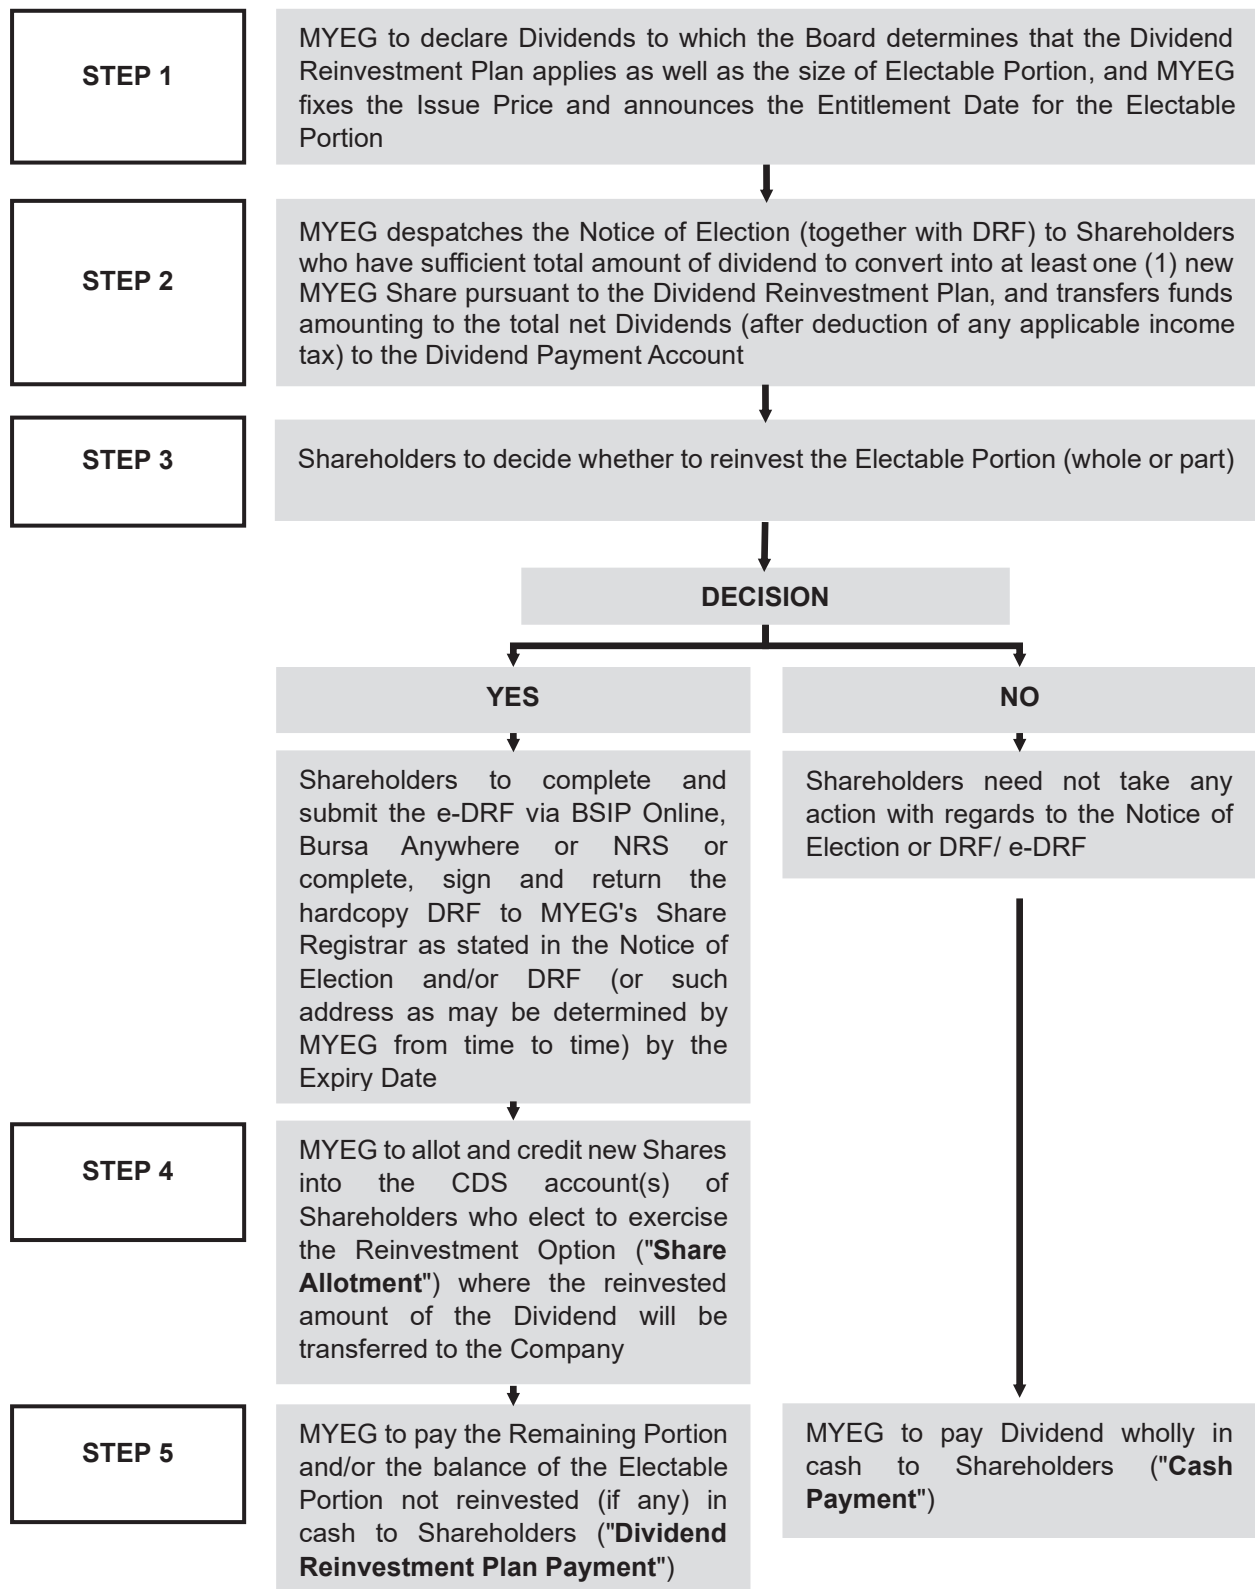 STEP 1
MYEG to declare Dividends to which the Board determines that the Dividend
Reinvestment Plan applies as well as the size of Electable Portion, and MYEG
fixes the Issue Price and announces the Entitlement Date for the Electable
Portion
STEP 2
MYEG despatches the Notice of Election (together with DRF) to Shareholders
who have sufficient total amount of dividend to convert into at least one (1) new
MYEG Share pursuant to the Dividend Reinvestment Plan, and transfers funds
amounting to the total net Dividends (after deduction of any applicable income
tax) to the Dividend Payment Account
STEP 3
Shareholders to decide whether to reinvest the Electable Portion (whole or part)
DECISION
YES
Shareholders to complete and
submit the e-DRF via BSIP Online,
Bursa Anywhere or NRS or
complete, sign and return the
hardcopy DRF to MYEG's Share
Registrar as stated in the Notice of
Election and/or DRF (or such
address as may be determined by
MYEG from time to time) by the
Expiry Date
NO
Shareholders need not take any
action with regards to the Notice of
Election or DRF/ e-DRF
STEP 4
MYEG to allot and credit new Shares
into the CDS account(s) of
Shareholders who elect to exercise
the Reinvestment Option ("Share
Allotment") where the reinvested
amount of the Dividend will be
transferred to the Company
STEP 5
MYEG to pay the Remaining Portion
and/or the balance of the Electable
Portion not reinvested (if any) in
cash to Shareholders ("Dividend
Reinvestment Plan Payment")
MYEG to pay Dividend wholly in
cash to Shareholders ("Cash
Payment")